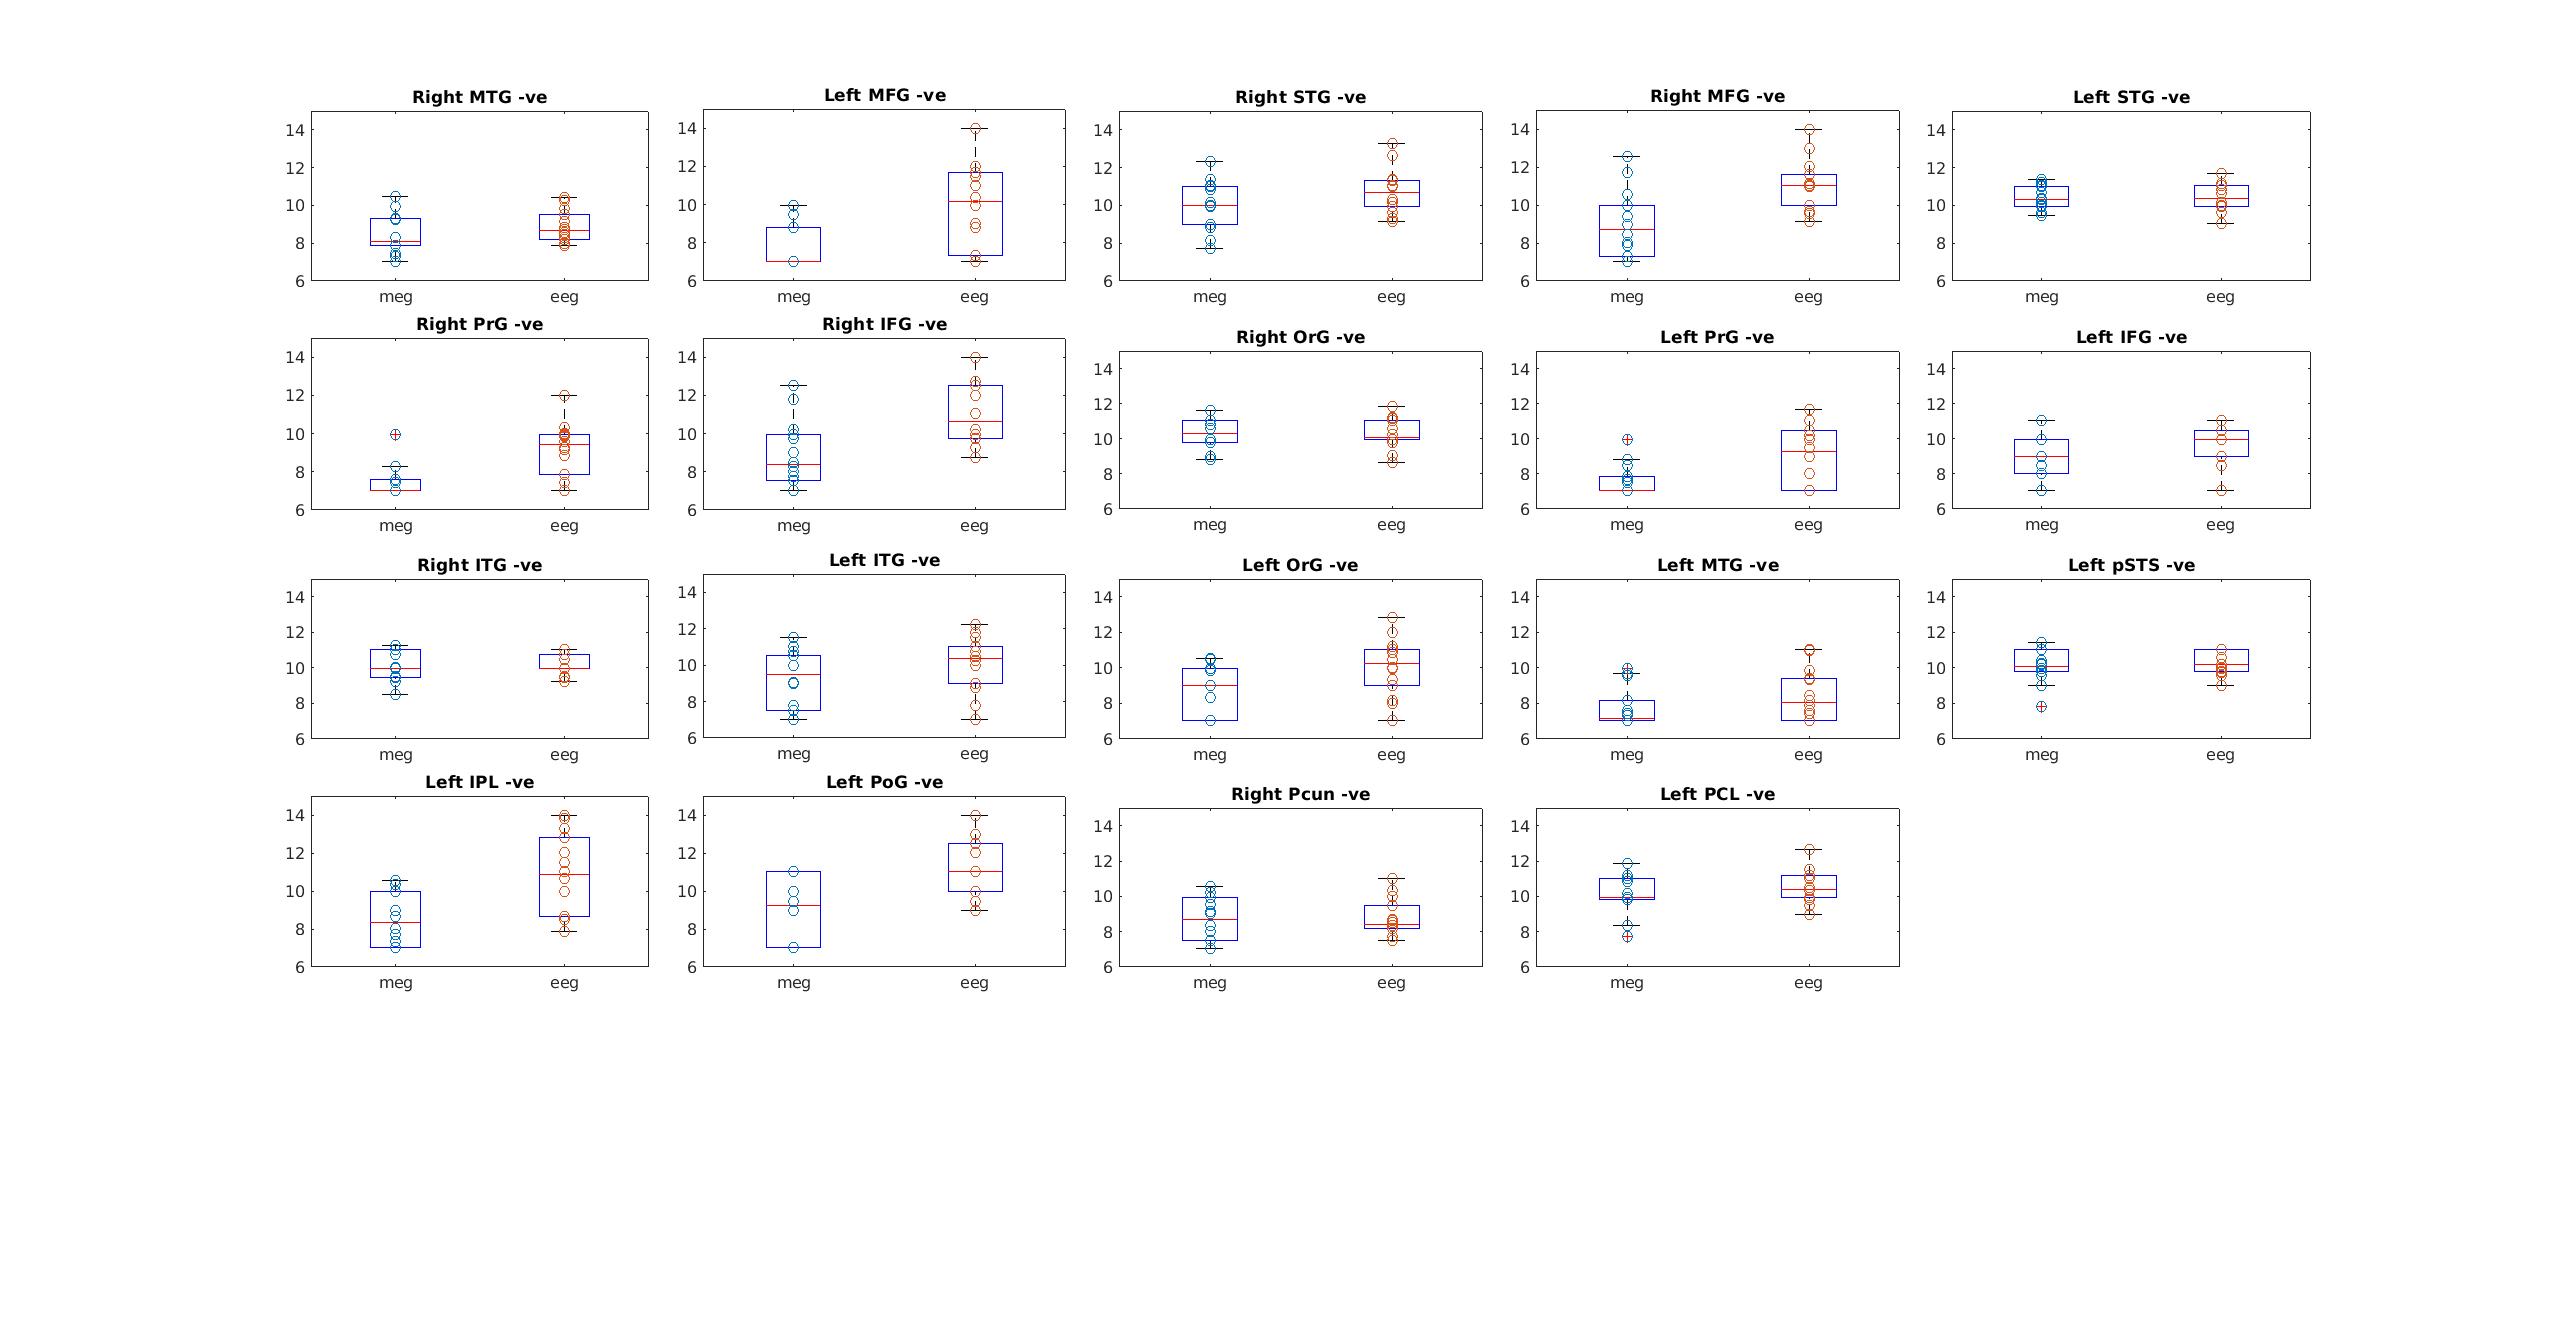 Right MTG -ve
14
12
10
8
6
meg eeg
Left MFG -ve
14
12
10
8
6
meg eeg
Right STG -ve
14
12
10
8
6
meg eeg
Right MFG -ve
14
12
10
8
6
meg eeg
Left STG -ve
14
12
10
8
6
meg eeg
Right PrG -ve
14
12
10
8
6
meg eeg
Right IFG -ve
14
12
10
8
6
meg eeg
Right OrG -ve
14
12
10
8
6
meg eeg
Left PrG -ve
14
12
10
8
6
meg eeg
Left IFG -ve
14
12
10
8
6
meg eeg
Right ITG -ve
14
12
10
8
6
meg eeg
Left ITG -ve
14
12
10
8
6
meg eeg
Left OrG -ve
14
12
10
8
6
meg eeg
Left MTG -ve
14
12
10
8
6
meg eeg
Left pSTS -ve
14
12
10
8
6
meg eeg
Left IPL -ve
14
12
10
8
6
meg eeg
Left PoG -ve
14
12
10
8
6
meg eeg
Right Pcun -ve
14
12
10
8
6
meg eeg
Left PCL -ve
14
12
10
8
6
meg eeg